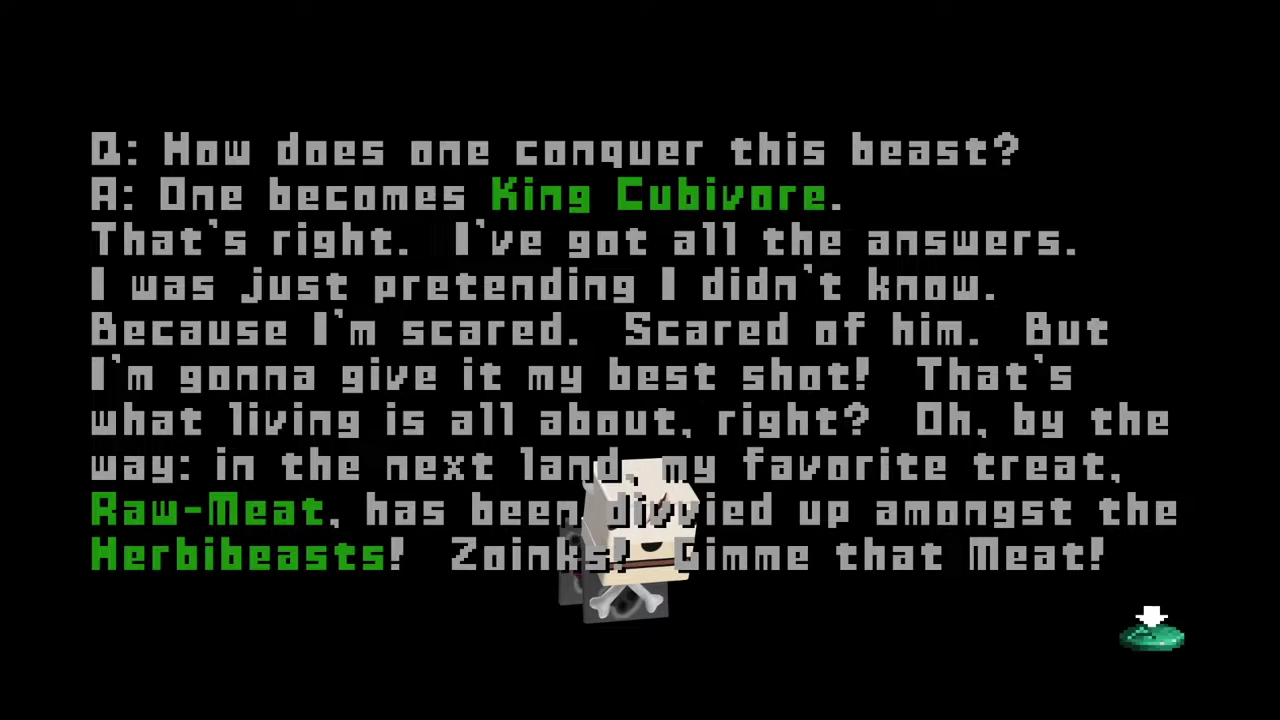 Q: How does one conquer this beast?
A: One becomes King Cubivore.
That's right. I've got all the answers.
I was just pretending I didn't know.
Because I'm scared. Scared of him. But
I'm gonna give it my best shot! That's
what living is all about, right? Oh, by the
way: in the next land, my favorite treat,
Raw-Meat, has been divvied up amongst the
Herbibeasts! Zoinks! Gimme that Meat!